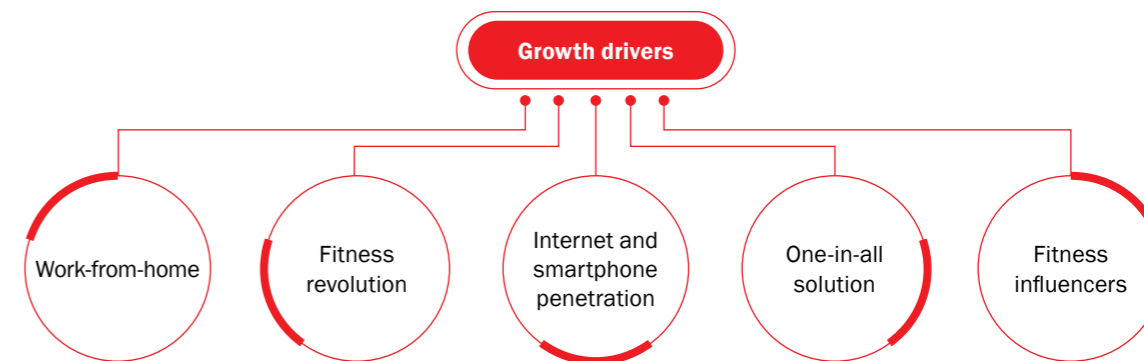 Growth drivers
Work-from-home
Fitness
revolution
Internet and
smartphone
penetration
One-in-all
solution
Fitness
influencers